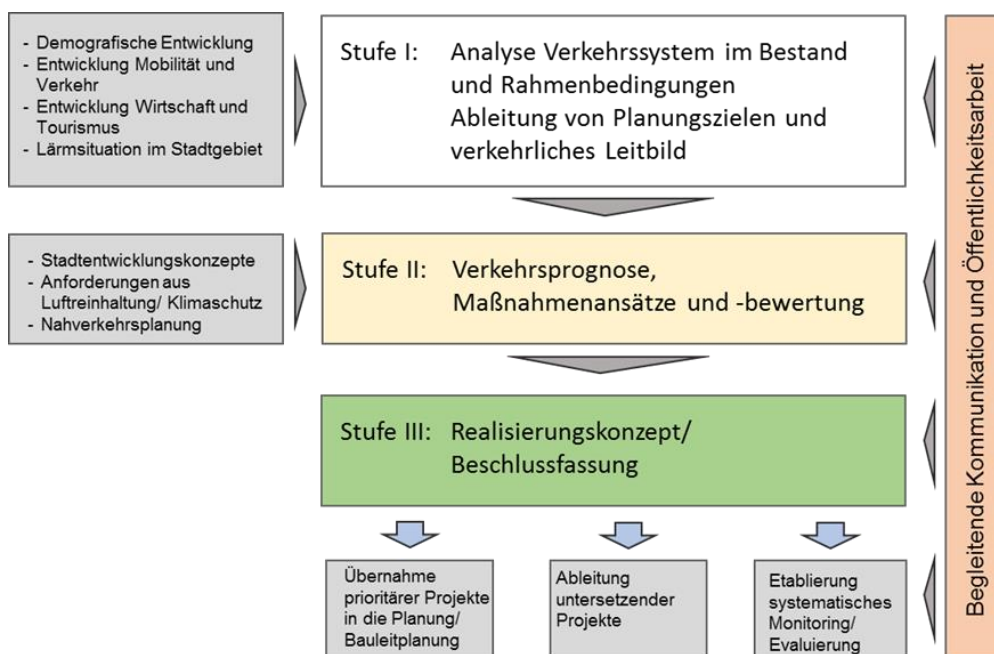 - Demografische Entwicklung
- Entwicklung Mobilität und
Verkehr
- Entwicklung Wirtschaft und
Tourismus
- Lärmsituation im Stadtgebiet
Stufe I: Analyse Verkehrssystem im Bestand
und Rahmenbedingungen
Ableitung von Planungszielen und
verkehrliches Leitbild
- Stadtentwicklungskonzepte
- Anforderungen aus
Luftreinhaltung/ Klimaschutz
- Nahverkehrsplanung
Stufe II: Verkehrsprognose,
Maßnahmenansätze und -bewertung
Stufe III: Realisierungskonzept/
Beschlussfassung
Übernahme
prioritärer Projekte
in die Planung/
Bauleitplanung
Ableitung
untersetzender
Projekte
Etablierung
systematisches
Monitoring/
Evaluierung
Begleitende Kommunikation und Öffentlichkeitsarbeit